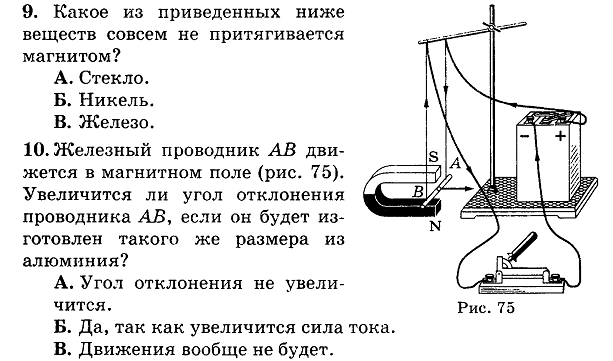 9. Какое из приведенных ниже
веществ совсем не притягивается
магнитом?
А. Стекло.
Б. Никель.
В. Железо.
10. Железный проводник AB дви-
жется в магнитном поле (рис. 75).
Увеличится ли угол отклонения
проводника AB, если он будет из-
готовлен такого же размера из
алюминия?
А. Угол отклонения не увели-
чится.
Б. Да, так как увеличится сила тока.
В. Движения вообще не будет.
S
A
B
N
– +
Рис. 75